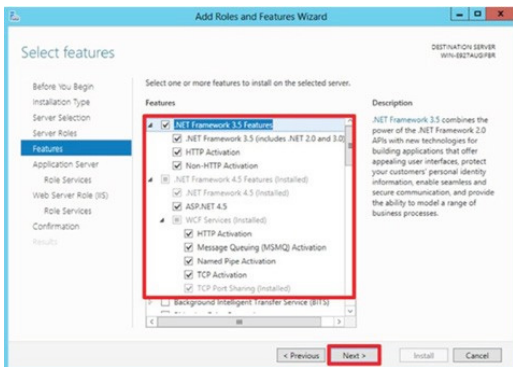 Add Roles and Features Wizard
Select features
DESTINATION SERVER
Before You Begin
Installation Type
Server Selection
Server Roles
Features
Application Server
Role Services
Web Server Role (IIS)
Role Services
Confirmation
Results
Select one or more features to install on the selected server.
Features
.NET Framework 3.5 Features
.NET Framework 3.5 (includes .NET 2.0 and 3.0)
HTTP Activation
Non-HTTP Activation
.NET Framework 4.5 Features (Installed)
.NET Framework 4.5 (Installed)
ASP.NET 4.5
WCF Services (Installed)
HTTP Activation
Message Queuing (MSMQ) Activation
Named Pipe Activation
TCP Activation
TCP Port Sharing (Installed)
Background Intelligent Transfer Service (BITS)
Description
.NET Framework 3.5 combines the
power of the .NET Framework 2.0
APIs with new technologies for
building applications that offer
appealing user interfaces, protect
your customers' personal identity
information, enable seamless and
secure communication, and provide
the ability to model a range of
business processes.
< Previous
Next >
Install
Cancel